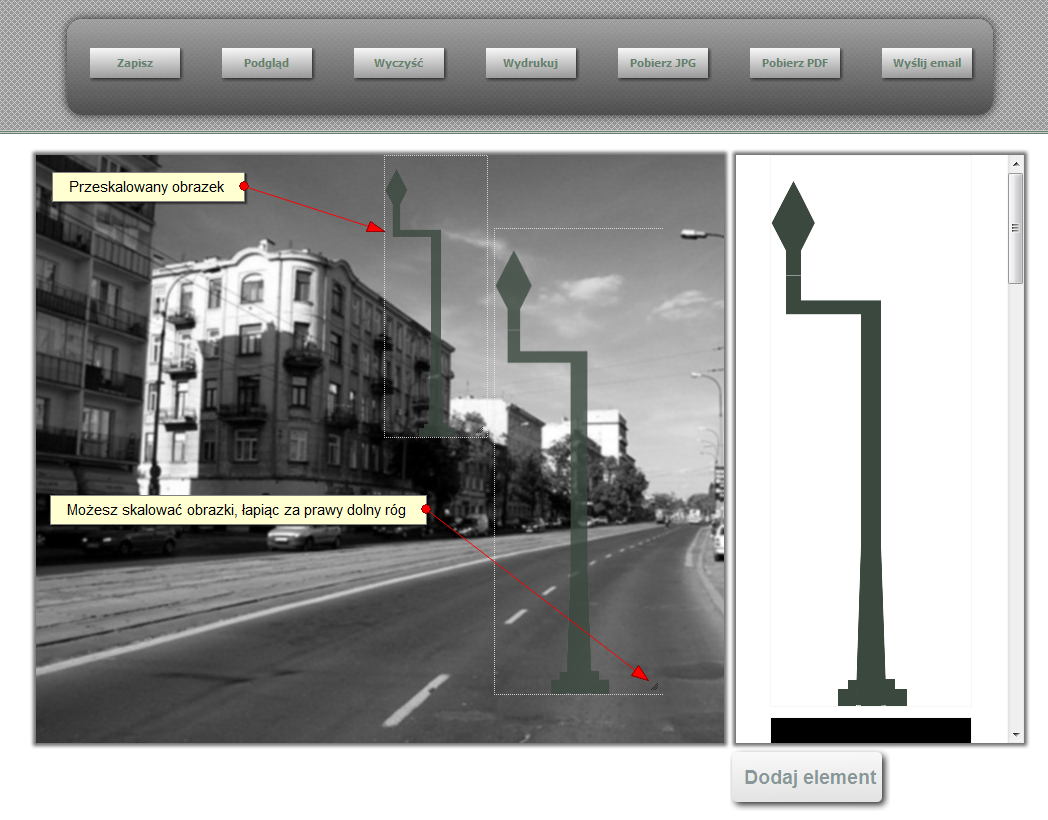 Zapisz
Podgląd
Wyczyść
Wydrukuj
Pobierz JPG
Pobierz PDF
Wyślij email
Przeskalowany obrazek
Możesz skalować obrazki, łapiąc za prawy dolny róg
Dodaj element